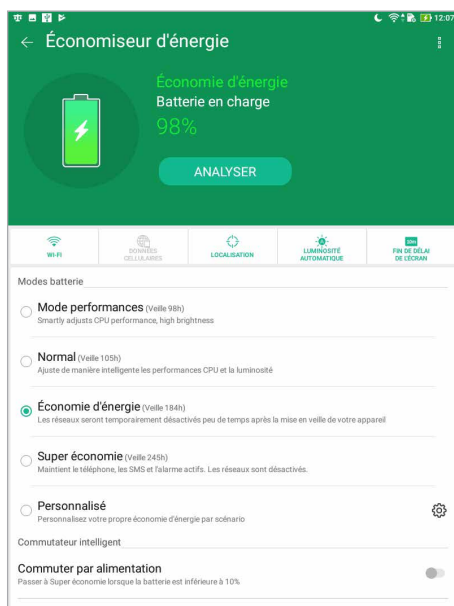 12:07
Économiseur d'énergie
Économie d'énergie
Batterie en charge
98%
ANALYSER
WI-FI
DONNÉES
CELLULAIRES
LOCALISATION
LUMINOSITÉ
AUTOMATIQUE
FIN DE DÉLAI
DE L'ÉCRAN
Modes batterie
Mode performances (Veille 98h)
Smartly adjusts CPU performance, high brightness
Normal (Veille 105h)
Ajuste de manière intelligente les performances CPU et la luminosité
Économie d'énergie (Veille 184h)
Les réseaux seront temporairement désactivés peu de temps après la mise en veille de votre appareil
Super économie (Veille 245h)
Maintient le téléphone, les SMS et l'alarme actifs. Les réseaux sont désactivés.
Personnalisé
Personnalisez votre propre économie d'énergie par scénario
Commutateur intelligent
Commuter par alimentation
Passer à Super économie lorsque la batterie est inférieure à 10%